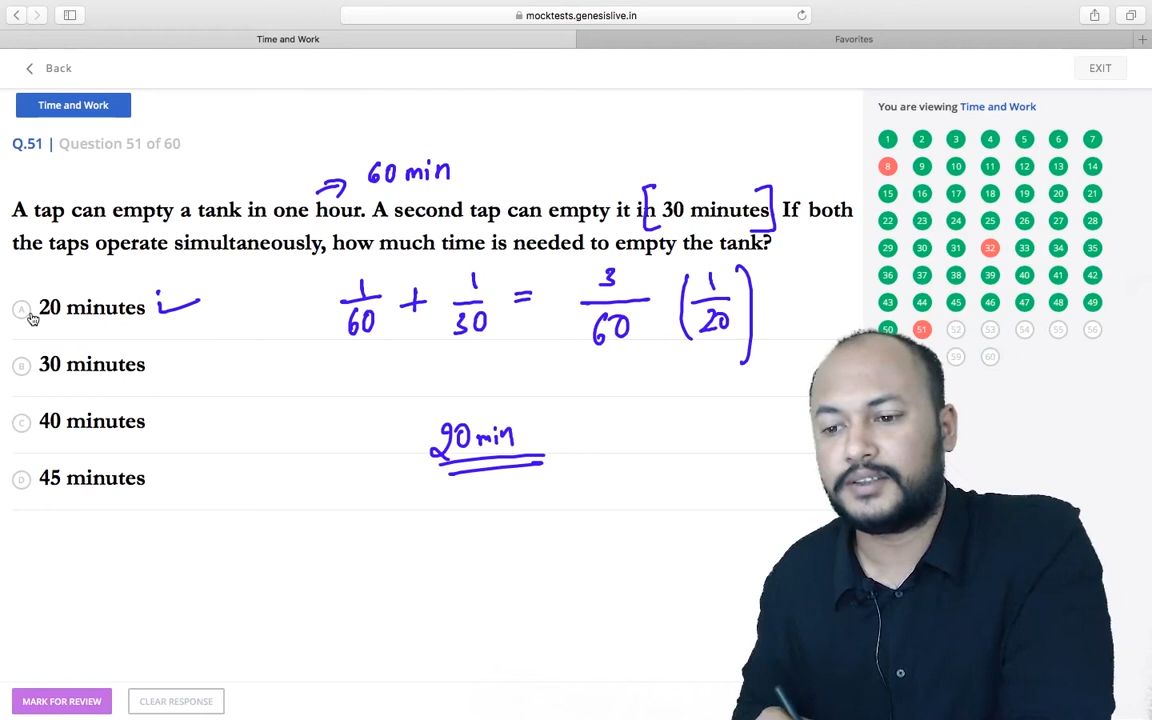 mocktests.genesislive.in
Time and Work
Favorites
Back
EXIT
Time and Work
You are viewing Time and Work
Q.51 | Question 51 of 60
1 2 3 4 5 6 7
8 9 10 11 12 13 14
15 16 17 18 19 20 21
22 23 24 25 26 27 28
29 30 31 32 33 34 35
36 37 38 39 40 41 42
43 44 45 46 47 48 49
50 51 52 53 54 55 56
59 60
60 min
A tap can empty a tank in one hour. A second tap can empty it in 30 minutes. If both
the taps operate simultaneously, how much time is needed to empty the tank?
1/60 + 1/30 = 3/60 (1/20)
A 20 minutes
B 30 minutes
C 40 minutes
20 min
D 45 minutes
MARK FOR REVIEW
CLEAR RESPONSE